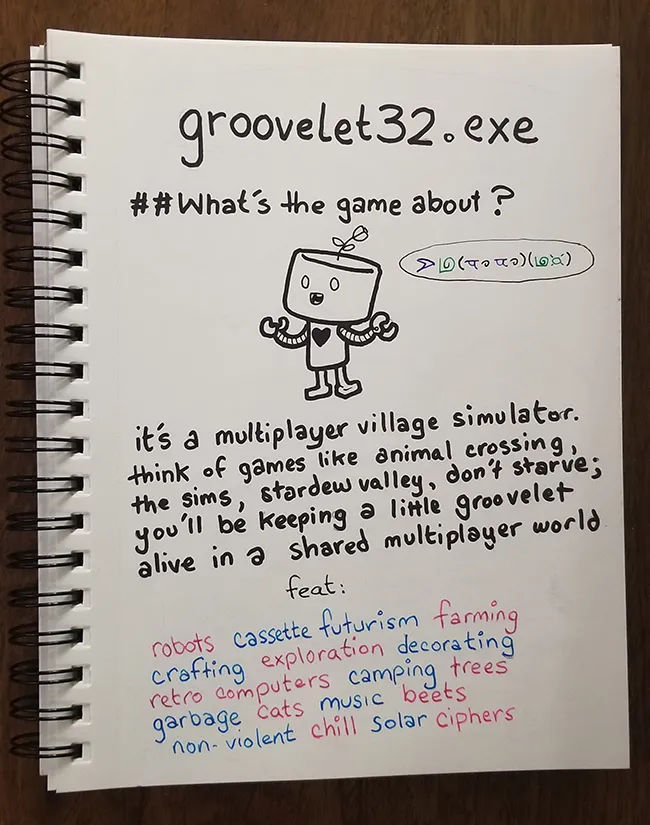 groovelet32.exe
##What's the game about?
it's a multiplayer village simulator.
think of games like animal crossing,
the sims, stardew valley, don't starve;
you'll be keeping a little groovelet
alive in a shared multiplayer world
feat:
robots cassette futurism farming
crafting exploration decorating
retro computers camping trees
garbage cats music beets
non-violent chill solar ciphers